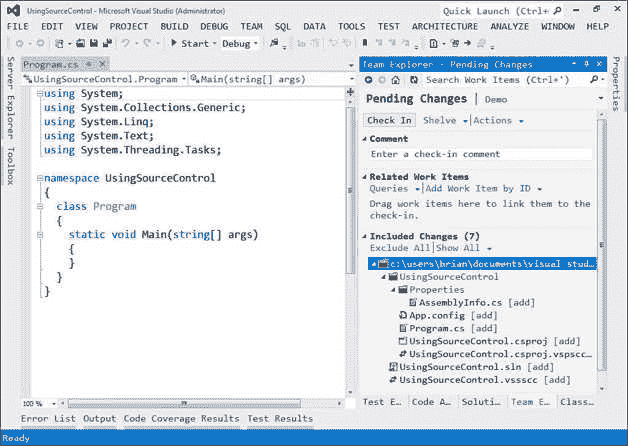 UsingSourceControl - Microsoft Visual Studio (Administrator)
Quick Launch (Ctrl+
FILE EDIT VIEW PROJECT BUILD DEBUG TEAM SQL DATA TOOLS TEST ARCHITECTURE ANALYZE WINDOW HELP
Start Debug
Server Explorer
Toolbox
Program.cs
UsingSourceControl.Program
Main(string[] args)
using System;
using System.Collections.Generic;
using System.Linq;
using System.Text;
using System.Threading.Tasks;
namespace UsingSourceControl
{
class Program
{
static void Main(string[] args)
{
}
}
}
100 %
Team Explorer - Pending Changes
Search Work Items (Ctrl+')
Pending Changes | Demo
Check In Shelve Actions
Comment
Enter a check-in comment
Related Work Items
Queries Add Work Item by ID
Drag work items here to link them to the
check-in.
Included Changes (7)
Exclude All Show All
c:\users\brian\documents\visual stud...
UsingSourceControl
Properties
AssemblyInfo.cs [add]
App.config [add]
Program.cs [add]
UsingSourceControl.csproj [add]
UsingSourceControl.csproj.vspscc...
UsingSourceControl.sln [add]
UsingSourceControl.vssscc [add]
Test E... Code A... Soluti... Team E... Class...
Properties
Error List Output Code Coverage Results Test Results
Ready